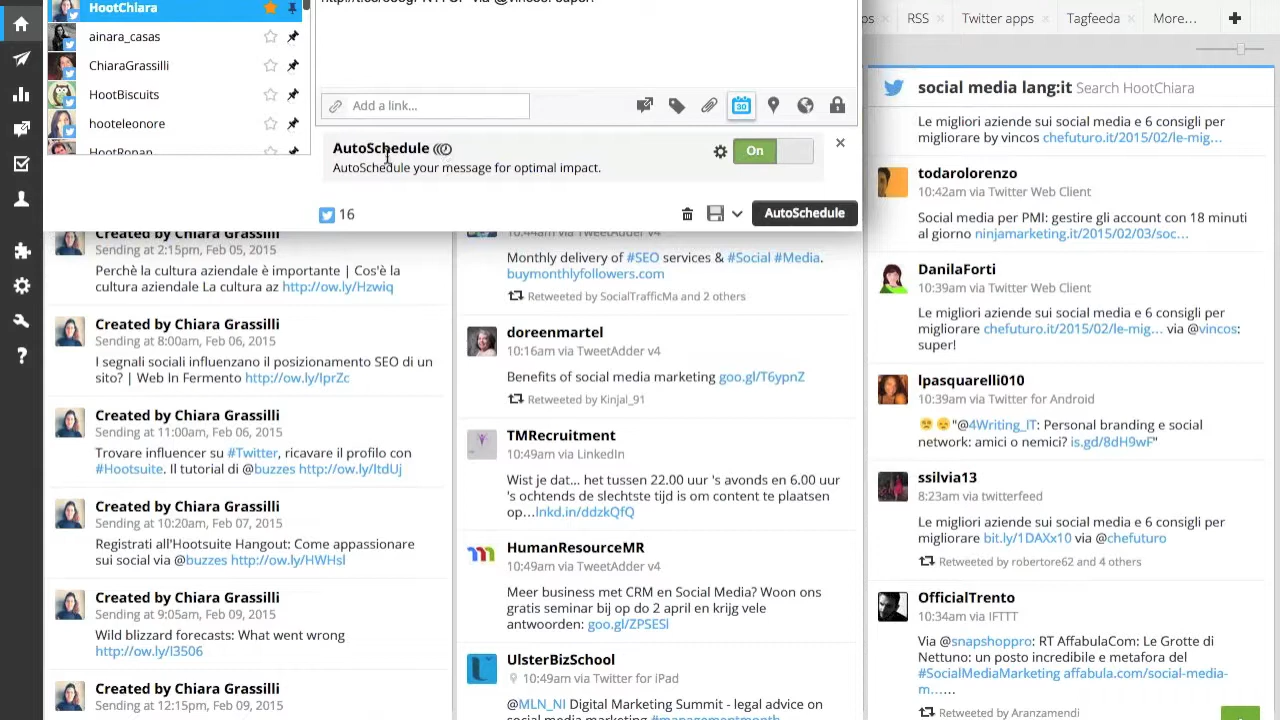 HootChiara
ainara_casas
ChiaraGrassilli
HootBiscuits
hooteleonore
HootRonan
Add a link...
30
AutoSchedule
AutoSchedule your message for optimal impact.
On
16
AutoSchedule
RSS
Twitter apps
Tagfeeda
More...
Created by Chiara Grassilli
Sending at 2:15pm, Feb 05, 2015
Perchè la cultura aziendale è importante | Cos'è la
cultura aziendale La cultura az http://ow.ly/Hzwiq
Created by Chiara Grassilli
Sending at 8:00am, Feb 06, 2015
I segnali sociali influenzano il posizionamento SEO di un
sito? | Web In Fermento http://ow.ly/IprZc
Created by Chiara Grassilli
Sending at 11:00am, Feb 06, 2015
Trovare influencer su #Twitter, ricavare il profilo con
#Hootsuite. Il tutorial di @buzzes http://ow.ly/ItdUj
Created by Chiara Grassilli
Sending at 10:20am, Feb 07, 2015
Registrati all'Hootsuite Hangout: Come appassionare
sui social via @buzzes http://ow.ly/HWHsl
Created by Chiara Grassilli
Sending at 9:05am, Feb 09, 2015
Wild blizzard forecasts: What went wrong
http://ow.ly/I3506
Created by Chiara Grassilli
Sending at 12:15pm, Feb 09, 2015
10:44am via TweetAdder v4
Monthly delivery of #SEO services & #Social #Media.
buymonthlyfollowers.com
Retweeted by SocialTrafficMa and 2 others
doreenmartel
10:16am via TweetAdder v4
Benefits of social media marketing goo.gl/T6ypnZ
Retweeted by Kinjal_91
TMRecruitment
10:49am via LinkedIn
Wist je dat... het tussen 22.00 uur 's avonds en 6.00 uur
's ochtends de slechtste tijd is om content te plaatsen
op…lnkd.in/ddzkQfQ
HumanResourceMR
10:49am via TweetAdder v4
Meer business met CRM en Social Media? Woon ons
gratis seminar bij op do 2 april en krijg vele
antwoorden: goo.gl/ZPSESl
UlsterBizSchool
10:49am via Twitter for iPad
@MLN_NI Digital Marketing Summit - legal advice on
social media marketing #managementmonth
social media lang:it Search HootChiara
Le migliori aziende sui social media e 6 consigli per
migliorare by vincos chefuturo.it/2015/02/le-mig…
todarolorenzo
10:42am via Twitter Web Client
Social media per PMI: gestire gli account con 18 minuti
al giorno ninjamarketing.it/2015/02/03/soc…
DanilaForti
10:39am via Twitter Web Client
Le migliori aziende sui social media e 6 consigli per
migliorare chefuturo.it/2015/02/le-mig… via @vincos:
super!
lpasquarelli010
10:39am via Twitter for Android
"@4Writing_IT: Personal branding e social
network: amici o nemici? is.gd/8dH9wF"
ssilvia13
8:23am via twitterfeed
Le migliori aziende sui social media e 6 consigli per
migliorare bit.ly/1DAXx10 via @chefuturo
Retweeted by robertore62 and 4 others
OfficialTrento
10:34am via IFTTT
Via @snapshoppro: RT AffabulaCom: Le Grotte di
Nettuno: un posto incredibile e metafora del
#SocialMediaMarketing affabula.com/social-media-
m……
Retweeted by Aranzamendi